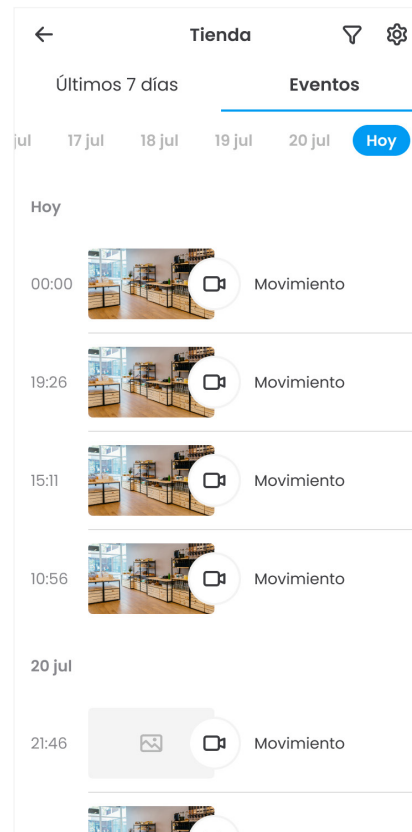 Tienda
Últimos 7 días Eventos
jul 17 jul 18 jul 19 jul 20 jul Hoy
Hoy
00:00 Movimiento
19:26 Movimiento
15:11 Movimiento
10:56 Movimiento
20 jul
21:46 Movimiento